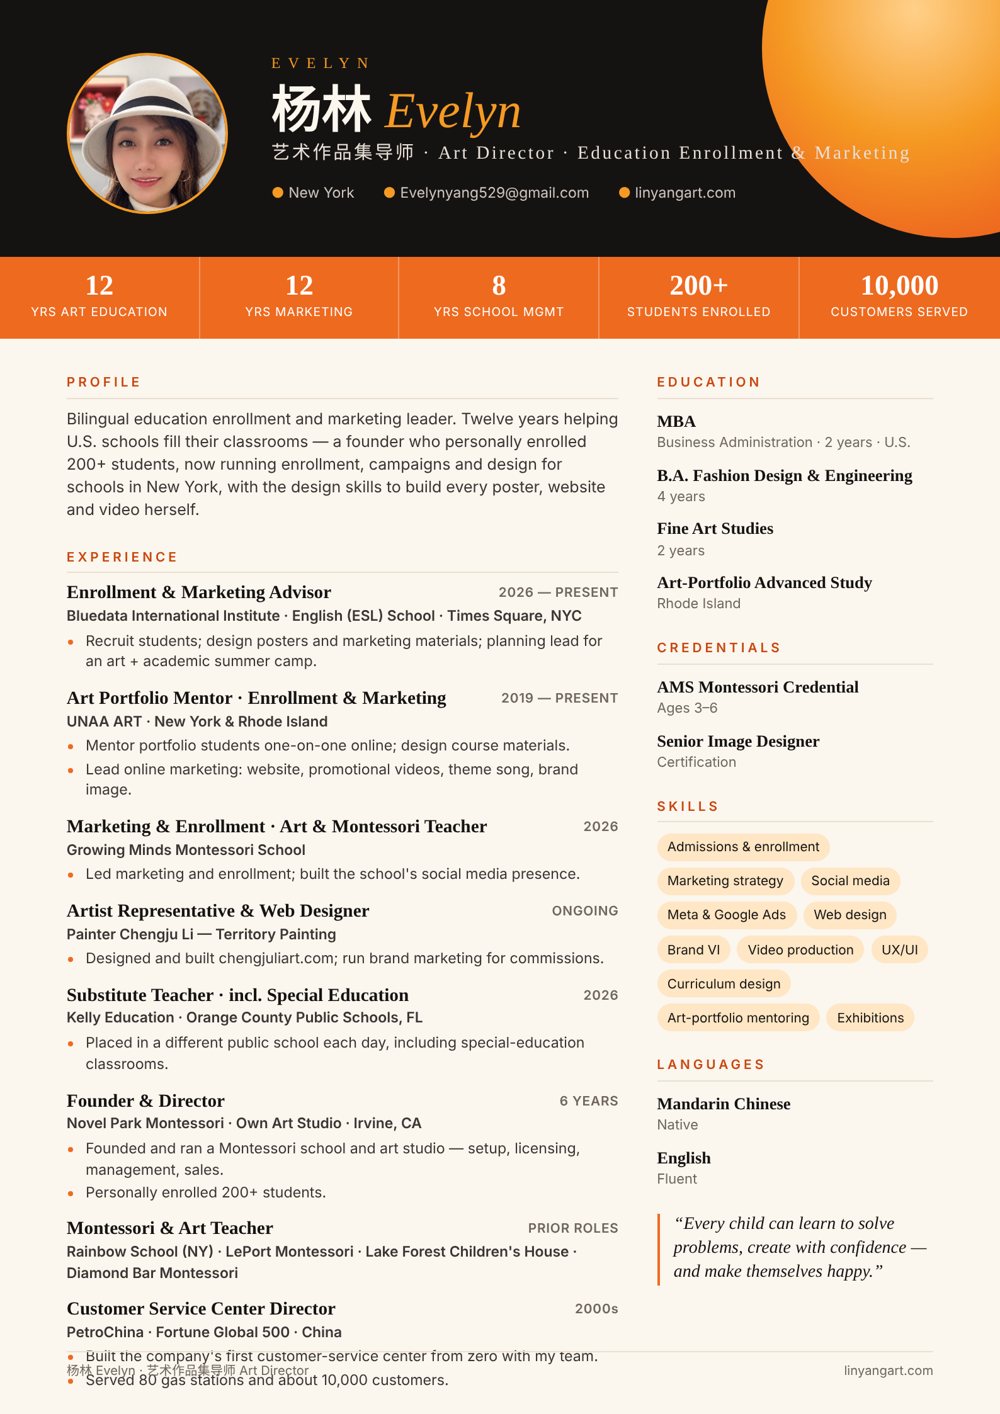 EVELYN
杨林 Evelyn
艺术作品集导师 · Art Director · Education Enrollment & Marketing
New York Evelynyang529@gmail.com linyangart.com
12 12 8 200+ 10,000
YRS ART EDUCATION YRS MARKETING YRS SCHOOL MGMT STUDENTS ENROLLED CUSTOMERS SERVED
PROFILE
Bilingual education enrollment and marketing leader. Twelve years helping
U.S. schools fill their classrooms — a founder who personally enrolled
200+ students, now running enrollment, campaigns and design for
schools in New York, with the design skills to build every poster, website
and video herself.
EXPERIENCE
Enrollment & Marketing Advisor 2026 — PRESENT
Bluedata International Institute · English (ESL) School · Times Square, NYC
• Recruit students; design posters and marketing materials; planning lead for
an art + academic summer camp.
Art Portfolio Mentor · Enrollment & Marketing 2019 — PRESENT
UNAA ART · New York & Rhode Island
• Mentor portfolio students one-on-one online; design course materials.
• Lead online marketing: website, promotional videos, theme song, brand
image.
Marketing & Enrollment · Art & Montessori Teacher 2026
Growing Minds Montessori School
• Led marketing and enrollment; built the school's social media presence.
Artist Representative & Web Designer ONGOING
Painter Chengju Li — Territory Painting
• Designed and built chengjuliart.com; run brand marketing for commissions.
Substitute Teacher · incl. Special Education 2026
Kelly Education · Orange County Public Schools, FL
• Placed in a different public school each day, including special-education
classrooms.
Founder & Director 6 YEARS
Novel Park Montessori · Own Art Studio · Irvine, CA
• Founded and ran a Montessori school and art studio — setup, licensing,
management, sales.
• Personally enrolled 200+ students.
Montessori & Art Teacher PRIOR ROLES
Rainbow School (NY) · LePort Montessori · Lake Forest Children's House ·
Diamond Bar Montessori
Customer Service Center Director 2000s
PetroChina · Fortune Global 500 · China
• Built the company's first customer-service center from zero with my team.
• Served 80 gas stations and about 10,000 customers.
EDUCATION
MBA
Business Administration · 2 years · U.S.
B.A. Fashion Design & Engineering
4 years
Fine Art Studies
2 years
Art-Portfolio Advanced Study
Rhode Island
CREDENTIALS
AMS Montessori Credential
Ages 3–6
Senior Image Designer
Certification
SKILLS
Admissions & enrollment
Marketing strategy Social media
Meta & Google Ads Web design
Brand VI Video production UX/UI
Curriculum design
Art-portfolio mentoring Exhibitions
LANGUAGES
Mandarin Chinese
Native
English
Fluent
“Every child can learn to solve
problems, create with confidence —
and make themselves happy.”
杨林 Evelyn · 艺术作品集导师 Art Director linyangart.com